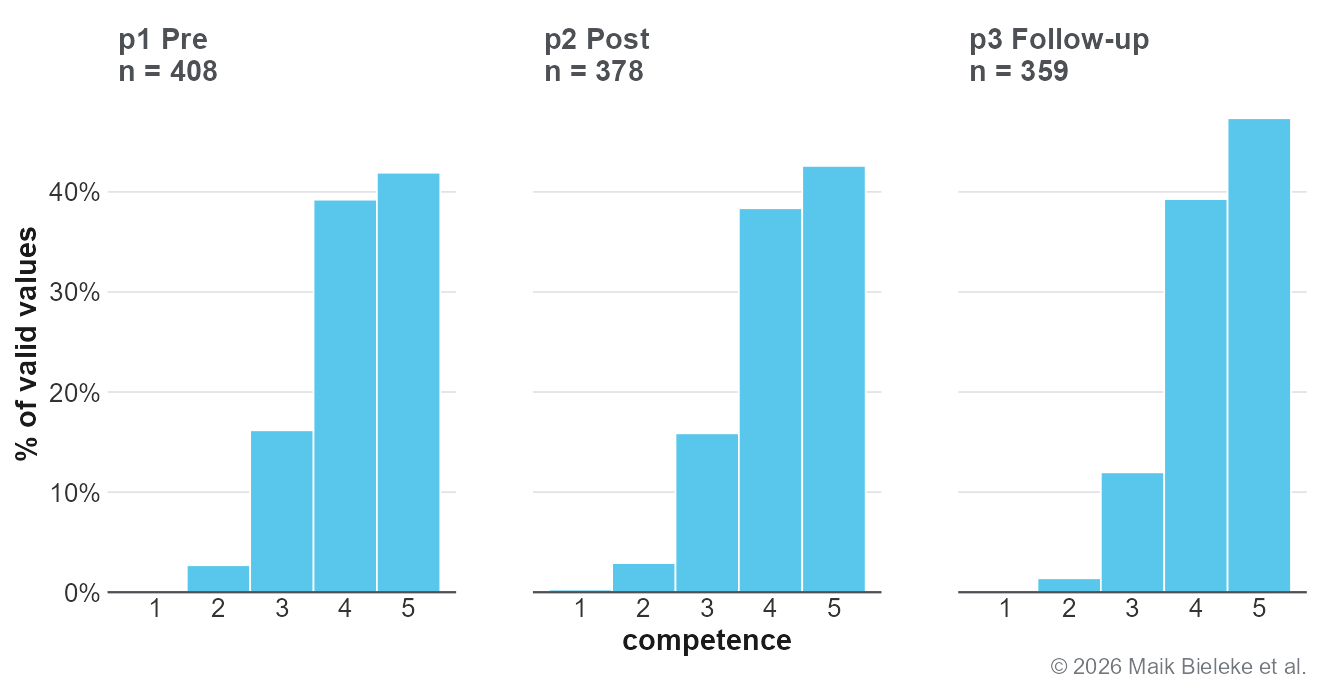 p1 Pre
n = 408
p2 Post
n = 378
p3 Follow-up
n = 359
% of valid values
40%
30%
20%
10%
0%
1 2 3 4 5
1 2 3 4 5
1 2 3 4 5
competence
© 2026 Maik Bieleke et al.